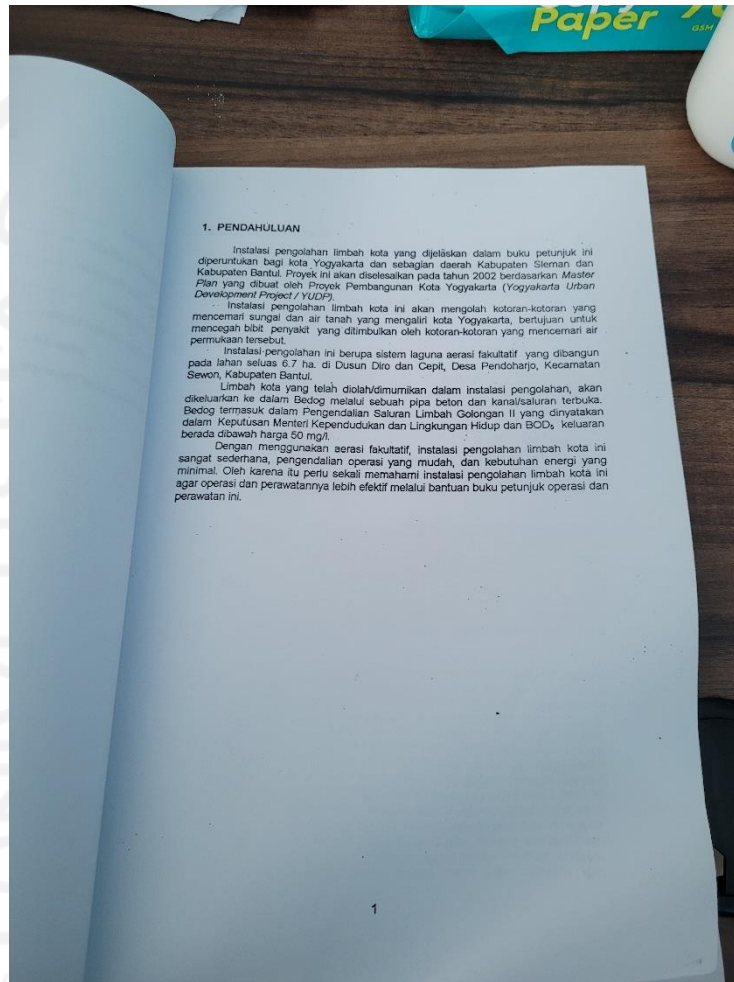 Paper
GSM
1. PENDAHULUAN
Instalasi pengolahan limbah kota yang dijelaskan dalam buku petunjuk ini
diperuntukan bagi kota Yogyakarta dan sebagian daerah Kabupaten Sleman dan
Kabupaten Bantul. Proyek ini akan diselesaikan pada tahun 2002 berdasarkan Master
Plan yang dibuat oleh Proyek Pembangunan Kota Yogyakarta (Yogyakarta Urban
Development Project / YUDP).
Instalasi pengolahan limbah kota ini akan mengolah kotoran-kotoran yang
mencemari sungai dan air tanah yang mengaliri kota Yogyakarta, bertujuan untuk
mencegah bibit penyakit yang ditimbulkan oleh kotoran-kotoran yang mencemari air
permukaan tersebut.
Instalasi pengolahan ini berupa sistem laguna aerasi fakultatif yang dibangun
pada lahan seluas 6.7 ha. di Dusun Diro dan Cepit, Desa Pendoharjo, Kecamatan
Sewon, Kabupaten Bantul.
Limbah kota yang telah diolah/dimurnikan dalam instalasi pengolahan, akan
dikeluarkan ke dalam Bedog melalui sebuah pipa beton dan kanal/saluran terbuka.
Bedog termasuk dalam Pengendalian Saluran Limbah Golongan II yang dinyatakan
dalam Keputusan Menteri Kependudukan dan Lingkungan Hidup dan BOD₅ keluaran
berada dibawah harga 50 mg/l.
Dengan menggunakan aerasi fakultatif, instalasi pengolahan limbah kota ini
sangat sederhana, pengendalian operasi yang mudah, dan kebutuhan energi yang
minimal. Oleh karena itu perlu sekali memahami instalasi pengolahan limbah kota ini
agar operasi dan perawatannya lebih efektif melalui bantuan buku petunjuk operasi dan
perawatan ini.
1